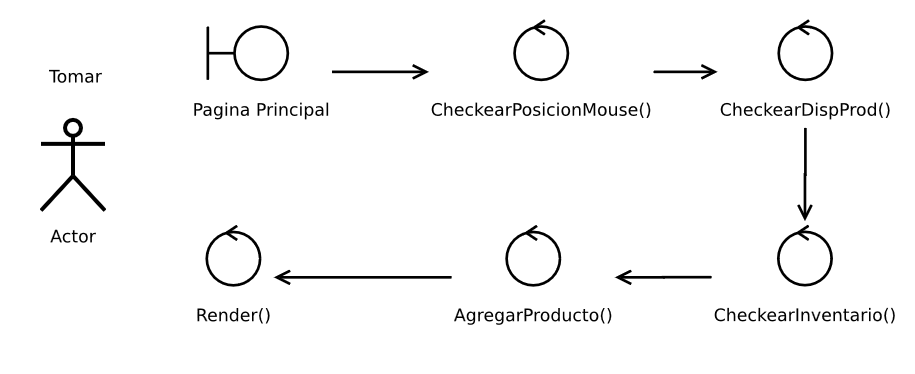 Tomar
Actor
Pagina Principal
CheckearPosicionMouse()
CheckearDispProd()
Render()
AgregarProducto()
CheckearInventario()